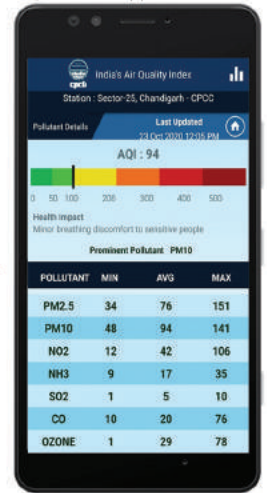 cpcb
India's Air Quality Index
Station : Sector-25, Chandigarh - CPCC
Pollutant Details
Last Updated
23 Oct 2020 12:05 PM
AQI : 94
0 50 100 200 300 400 500
Health Impact
Minor breathing discomfort to sensitive people
Prominent Pollutant PM10
POLLUTANT MIN AVG MAX
PM2.5 34 76 151
PM10 48 94 141
NO2 12 42 106
NH3 9 17 35
SO2 1 5 10
CO 10 20 76
OZONE 1 29 78